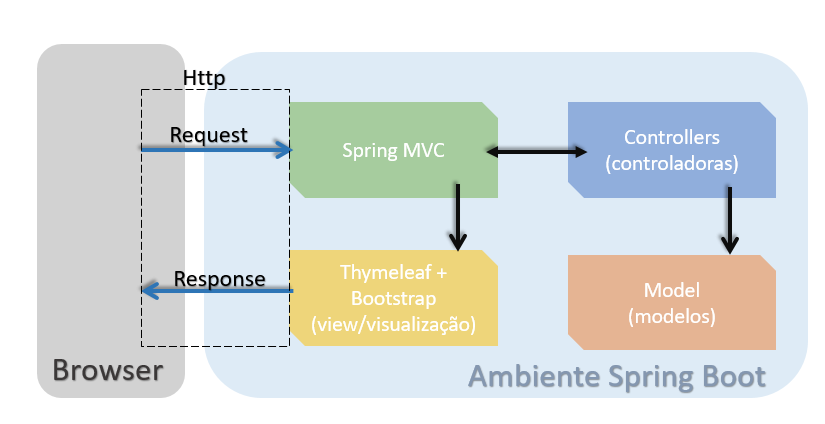 Http
Request
Spring MVC
Controllers
(controladoras)
Response
Thymeleaf +
Bootstrap
(view/visualização)
Model
(modelos)
Browser
Ambiente Spring Boot